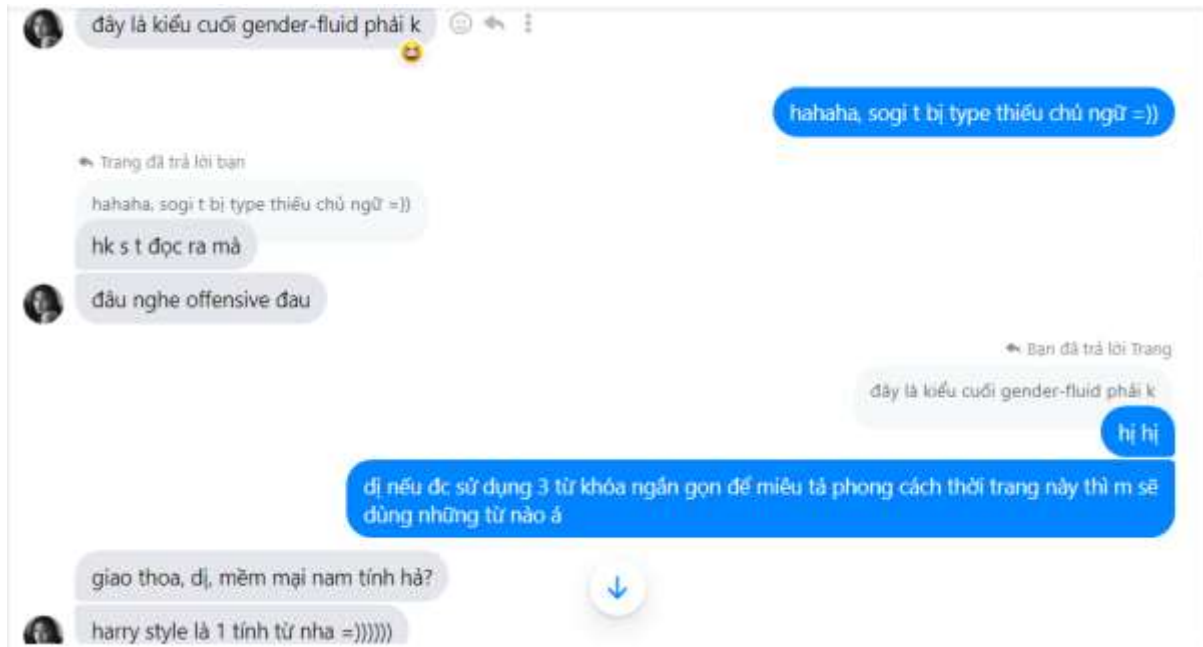 đây là kiểu cuối gender-fluid phải k
hahaha, sogi t bị type thiếu chủ ngữ =))
Trang đã trả lời bạn
hahaha, sogi t bị type thiếu chủ ngữ =))
hk s t đọc ra mà
đâu nghe offensive đau
Bạn đã trả lời Trang
đây là kiểu cuối gender-fluid phải k
hị hị
dị nếu đc sử dụng 3 từ khóa ngắn gọn để miêu tả phong cách thời trang này thì m sẽ
dùng những từ nào á
giao thoa, dị, mềm mại nam tính hả?
harry style là 1 tính từ nha =))))))